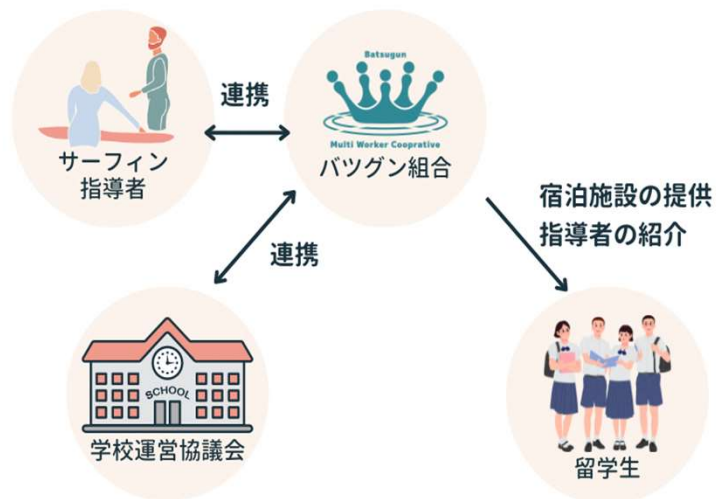 連携
Batsugun
Multi Worker Cooprative
バツグン組合
サーフィン
指導者
宿泊施設の提供
指導者の紹介
連携
SCHOOL
学校運営協議会
留学生